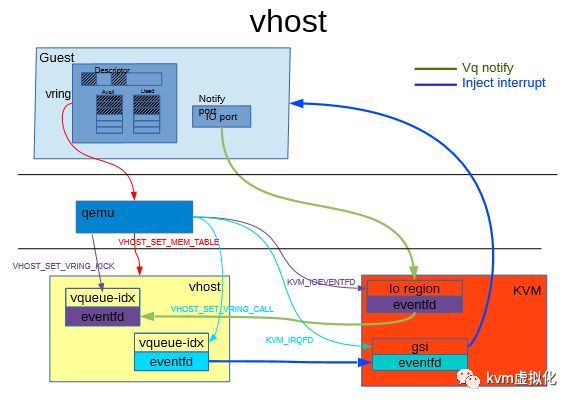 vhost
Guest
Descriptor
vring
Avail
Used
Notify
port
IO port
Vq notify
Inject interrupt
qemu
VHOST_SET_MEM_TABLE
VHOST_SET_VRING_KICK
vhost
KVM_IOEVENTFD
Io region
eventfd
KVM
vqueue-idx
eventfd
VHOST_SET_VRING_CALL
vqueue-idx
eventfd
KVM_IRQFD
gsi
eventfd
kvm虚拟化